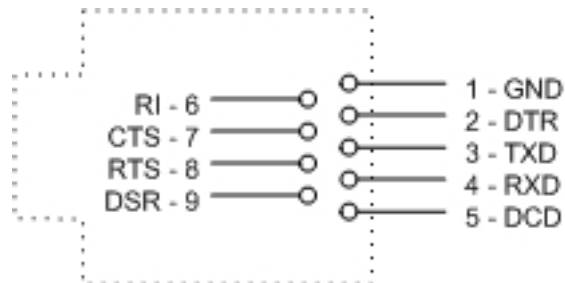 RI - 6
CTS - 7
RTS - 8
DSR - 9
1 - GND
2 - DTR
3 - TXD
4 - RXD
5 - DCD